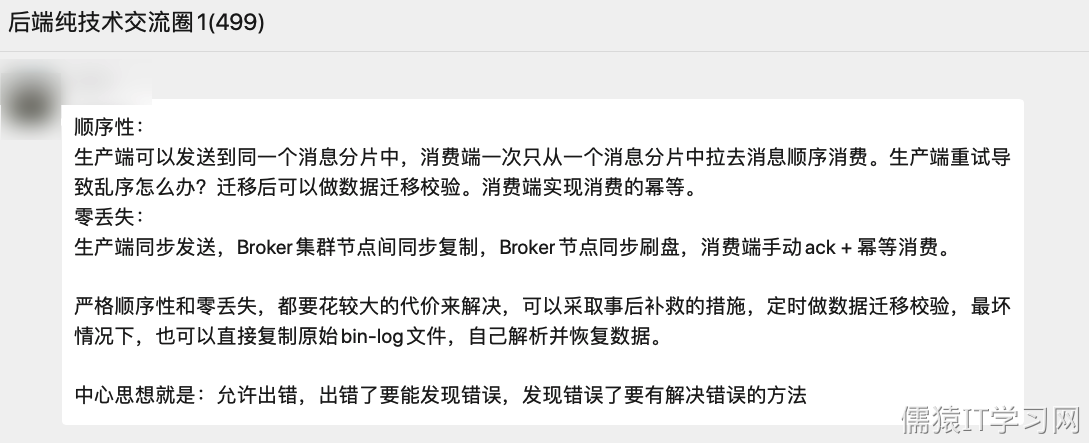 后端纯技术交流圈1(499)
顺序性：
生产端可以发送到同一个消息分片中，消费端一次只从一个消息分片中拉去消息顺序消费。生产端重试导
致乱序怎么办？迁移后可以做数据迁移校验。消费端实现消费的幂等。
零丢失：
生产端同步发送，Broker集群节点间同步复制，Broker节点同步刷盘，消费端手动ack + 幂等消费。
严格顺序性和零丢失，都要花较大的代价来解决，可以采取事后补救的措施，定时做数据迁移校验，最坏
情况下，也可以直接复制原始bin-log文件，自己解析并恢复数据。
中心思想就是：允许出错，出错了要能发现错误，发现错误了要有解决错误的方法
儒猿IT学习网